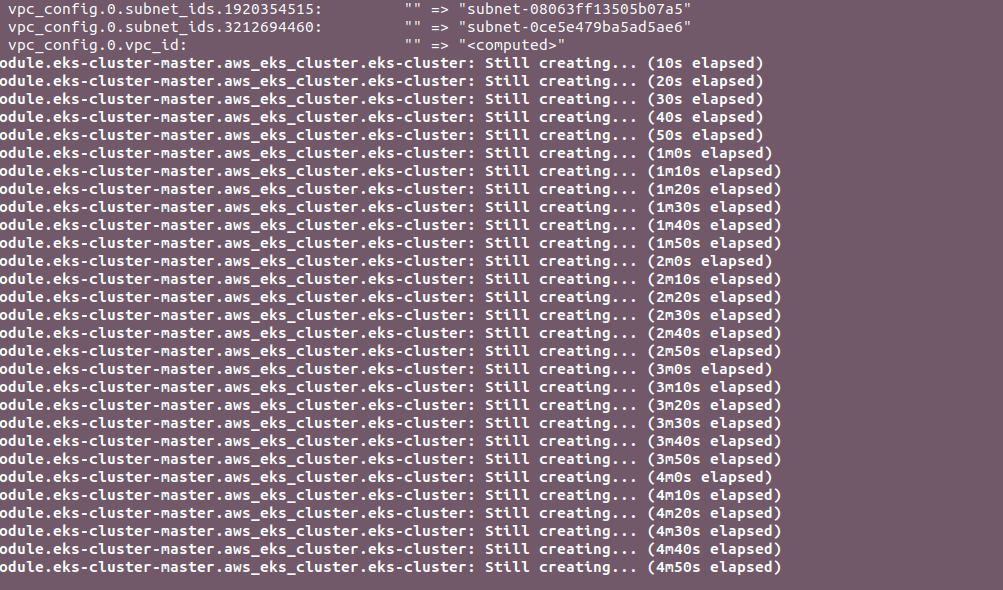 vpc_config.0.subnet_ids.1920354515: "" => "subnet-08063ff13505b07a5"
vpc_config.0.subnet_ids.3212694460: "" => "subnet-0ce5e479ba5ad5ae6"
vpc_config.0.vpc_id: "" => "<computed>"
odule.eks-cluster-master.aws_eks_cluster.eks-cluster: Still creating... (10s elapsed)
odule.eks-cluster-master.aws_eks_cluster.eks-cluster: Still creating... (20s elapsed)
odule.eks-cluster-master.aws_eks_cluster.eks-cluster: Still creating... (30s elapsed)
odule.eks-cluster-master.aws_eks_cluster.eks-cluster: Still creating... (40s elapsed)
odule.eks-cluster-master.aws_eks_cluster.eks-cluster: Still creating... (50s elapsed)
odule.eks-cluster-master.aws_eks_cluster.eks-cluster: Still creating... (1m0s elapsed)
odule.eks-cluster-master.aws_eks_cluster.eks-cluster: Still creating... (1m10s elapsed)
odule.eks-cluster-master.aws_eks_cluster.eks-cluster: Still creating... (1m20s elapsed)
odule.eks-cluster-master.aws_eks_cluster.eks-cluster: Still creating... (1m30s elapsed)
odule.eks-cluster-master.aws_eks_cluster.eks-cluster: Still creating... (1m40s elapsed)
odule.eks-cluster-master.aws_eks_cluster.eks-cluster: Still creating... (1m50s elapsed)
odule.eks-cluster-master.aws_eks_cluster.eks-cluster: Still creating... (2m0s elapsed)
odule.eks-cluster-master.aws_eks_cluster.eks-cluster: Still creating... (2m10s elapsed)
odule.eks-cluster-master.aws_eks_cluster.eks-cluster: Still creating... (2m20s elapsed)
odule.eks-cluster-master.aws_eks_cluster.eks-cluster: Still creating... (2m30s elapsed)
odule.eks-cluster-master.aws_eks_cluster.eks-cluster: Still creating... (2m40s elapsed)
odule.eks-cluster-master.aws_eks_cluster.eks-cluster: Still creating... (2m50s elapsed)
odule.eks-cluster-master.aws_eks_cluster.eks-cluster: Still creating... (3m0s elapsed)
odule.eks-cluster-master.aws_eks_cluster.eks-cluster: Still creating... (3m10s elapsed)
odule.eks-cluster-master.aws_eks_cluster.eks-cluster: Still creating... (3m20s elapsed)
odule.eks-cluster-master.aws_eks_cluster.eks-cluster: Still creating... (3m30s elapsed)
odule.eks-cluster-master.aws_eks_cluster.eks-cluster: Still creating... (3m40s elapsed)
odule.eks-cluster-master.aws_eks_cluster.eks-cluster: Still creating... (3m50s elapsed)
odule.eks-cluster-master.aws_eks_cluster.eks-cluster: Still creating... (4m0s elapsed)
odule.eks-cluster-master.aws_eks_cluster.eks-cluster: Still creating... (4m10s elapsed)
odule.eks-cluster-master.aws_eks_cluster.eks-cluster: Still creating... (4m20s elapsed)
odule.eks-cluster-master.aws_eks_cluster.eks-cluster: Still creating... (4m30s elapsed)
odule.eks-cluster-master.aws_eks_cluster.eks-cluster: Still creating... (4m40s elapsed)
odule.eks-cluster-master.aws_eks_cluster.eks-cluster: Still creating... (4m50s elapsed)